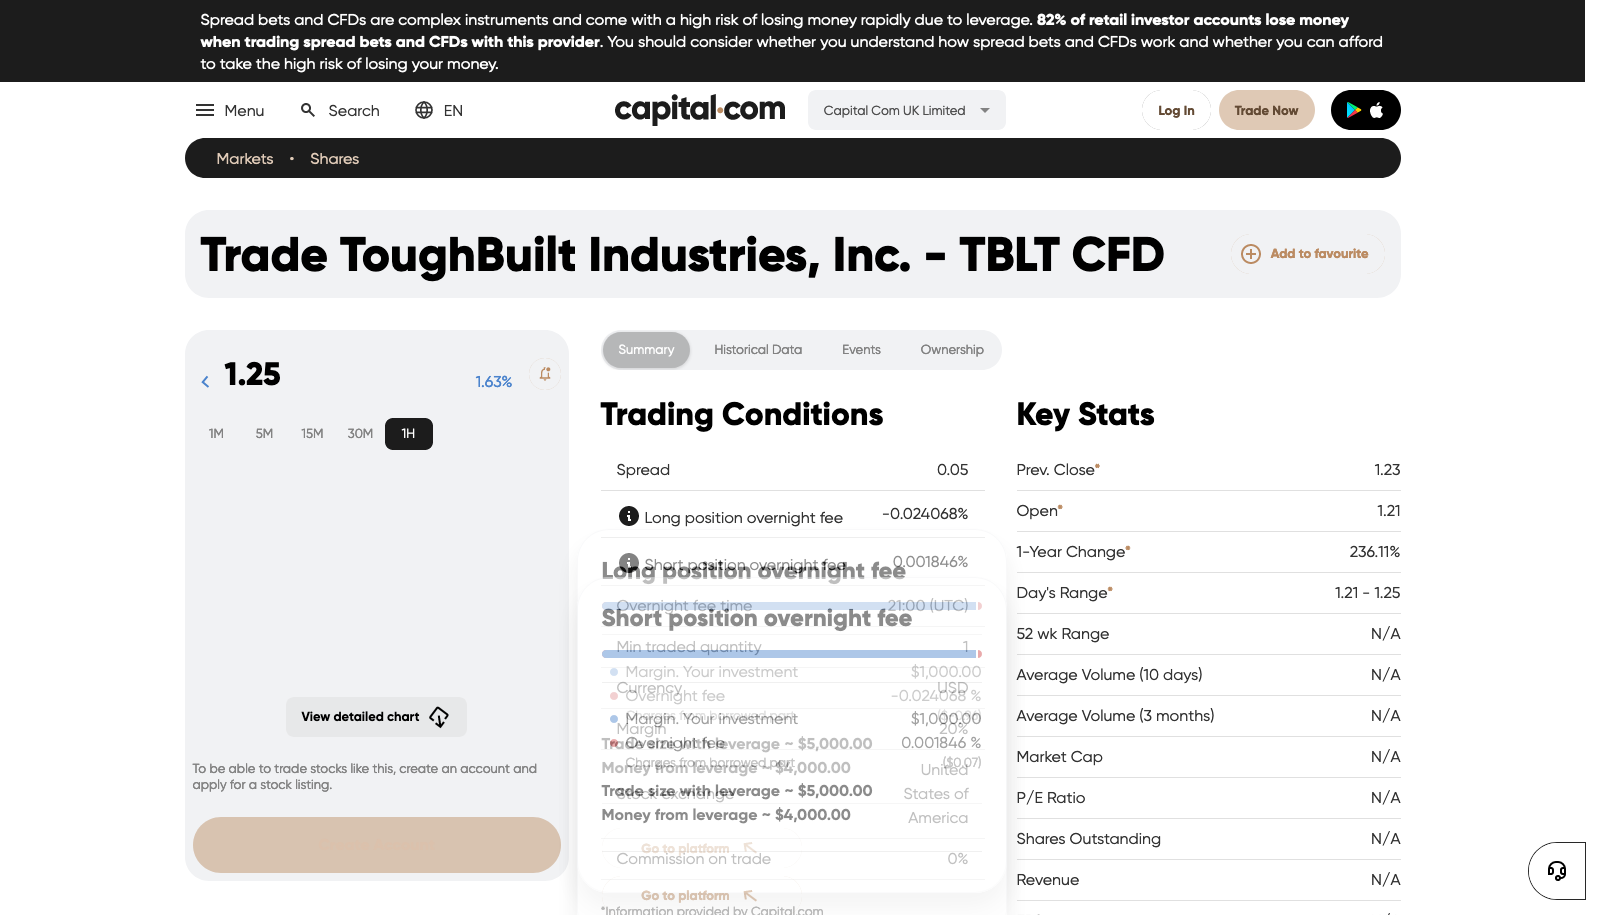 Spread bets and CFDs are complex instruments and come with a high risk of losing money rapidly due to leverage. 82% of retail investor accounts lose money
when trading spread bets and CFDs with this provider. You should consider whether you understand how spread bets and CFDs work and whether you can afford
to take the high risk of losing your money.
Menu Search EN capital.com Capital Com UK Limited Log In Trade Now
Markets • Shares
Trade ToughBuilt Industries, Inc. - TBLT CFD Add to favourite
1.25 1.63%
1M 5M 15M 30M 1H
View detailed chart
To be able to trade stocks like this, create an account and
apply for a stock listing.
Summary Historical Data Events Ownership
Trading Conditions
Spread 0.05
Long position overnight fee -0.024068%
Short position overnight fee 0.001846%
Long position overnight fee
Overnight fee time 21:00 (UTC)
Short position overnight fee
Min traded quantity 1
Margin. Your investment $1,000.00
Currency USD
Overnight fee -0.024068 %
Charges from borrowed part
Margin. Your investment $1,000.00
Margin 20%
Overnight fee 0.001846 %
Trade size with leverage ~ $5,000.00
Charges from borrowed part ($0.07)
Money from leverage ~ $4,000.00
United
Trade size with leverage ~ $5,000.00
Stock exchange States of
Money from leverage ~ $4,000.00
America
Go to platform
Commission on trade 0%
Go to platform
*Information provided by Capital.com
Key Stats
Prev. Close* 1.23
Open* 1.21
1-Year Change* 236.11%
Day's Range* 1.21 - 1.25
52 wk Range N/A
Average Volume (10 days) N/A
Average Volume (3 months) N/A
Market Cap N/A
P/E Ratio N/A
Shares Outstanding N/A
Revenue N/A